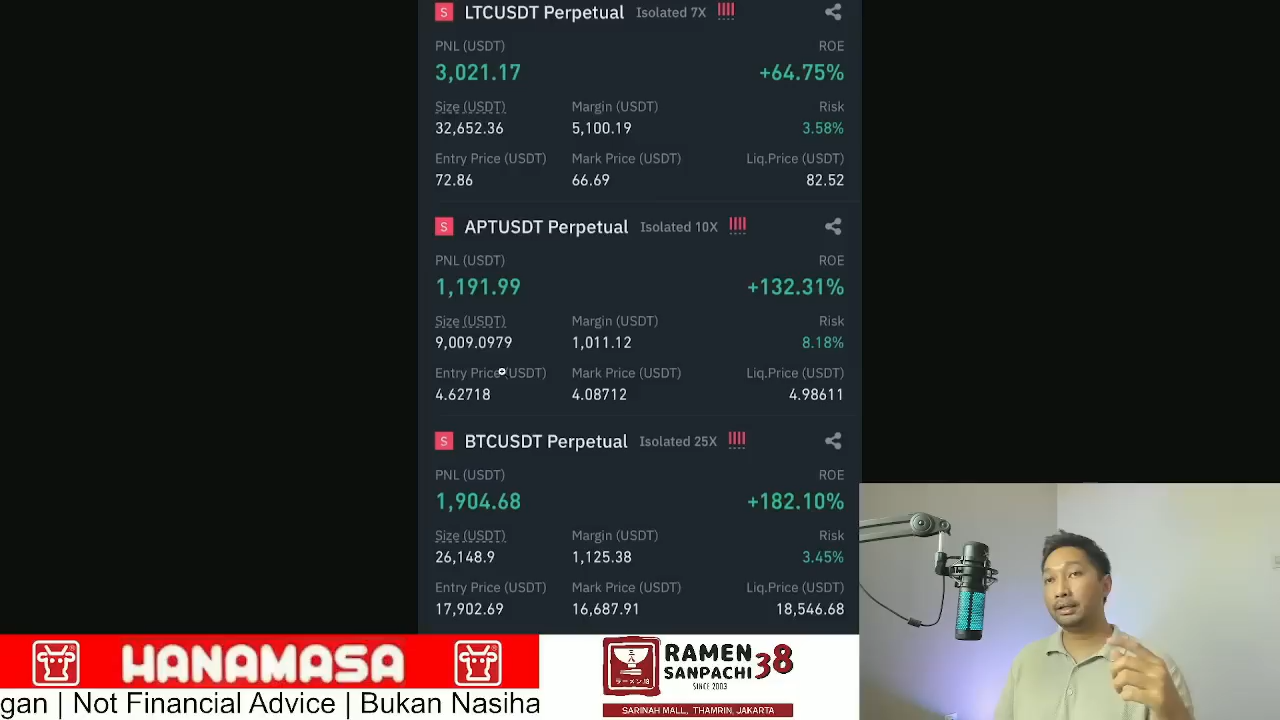 S LTCUSDT Perpetual Isolated 7X
PNL (USDT) ROE
3,021.17 +64.75%
Size (USDT) Margin (USDT) Risk
32,652.36 5,100.19 3.58%
Entry Price (USDT) Mark Price (USDT) Liq.Price (USDT)
72.86 66.69 82.52
S APTUSDT Perpetual Isolated 10X
PNL (USDT) ROE
1,191.99 +132.31%
Size (USDT) Margin (USDT) Risk
9,009.0979 1,011.12 8.18%
Entry Price (USDT) Mark Price (USDT) Liq.Price (USDT)
4.62718 4.08712 4.98611
S BTCUSDT Perpetual Isolated 25X
PNL (USDT) ROE
1,904.68 +182.10%
Size (USDT) Margin (USDT) Risk
26,148.9 1,125.38 3.45%
Entry Price (USDT) Mark Price (USDT) Liq.Price (USDT)
17,902.69 16,687.91 18,546.68
HANAMASA
gan | Not Financial Advice | Bukan Nasiha
RAMEN
SANPACHI 38
SINCE 2003
SARINAH MALL, THAMRIN, JAKARTA